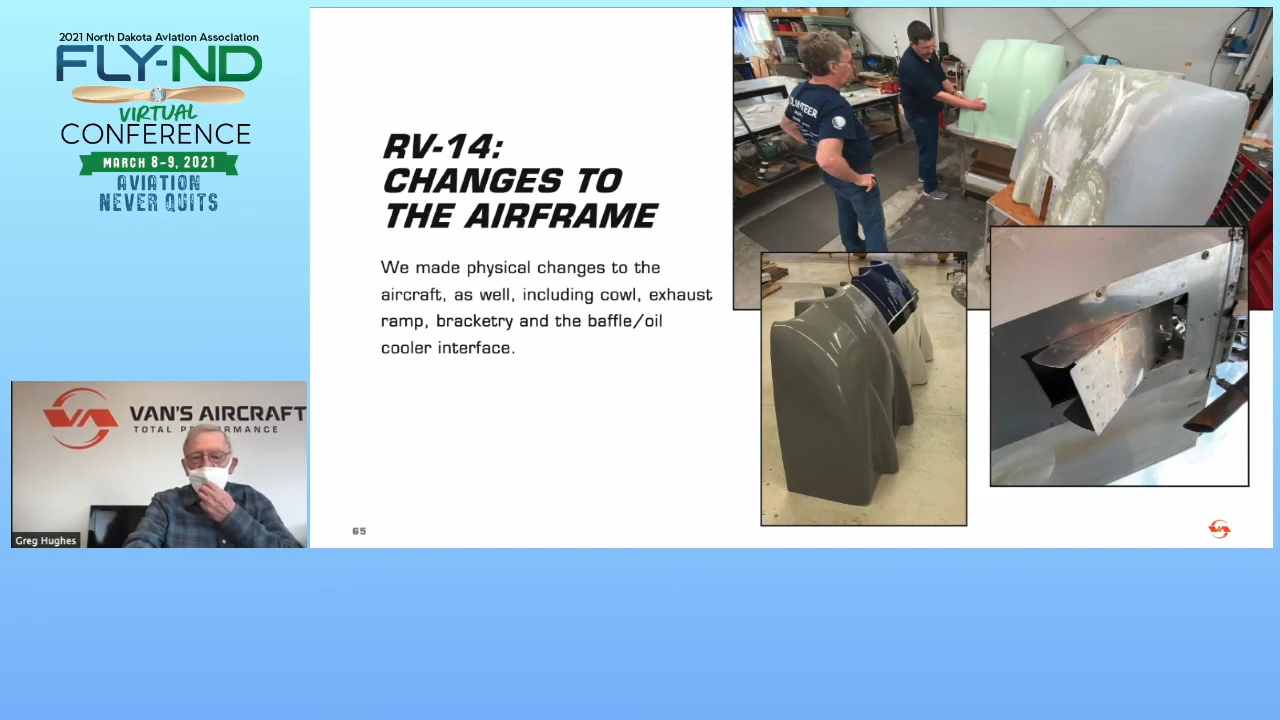 2021 North Dakota Aviation Association
FLY-ND
VIRTUAL
CONFERENCE
MARCH 8-9, 2021
AVIATION
NEVER QUITS
RV-14:
CHANGES TO
THE AIRFRAME
We made physical changes to the
aircraft, as well, including cowl, exhaust
ramp, bracketry and the baffle/oil
cooler interface.
65
VAN'S AIRCRAFT
Greg Hughes